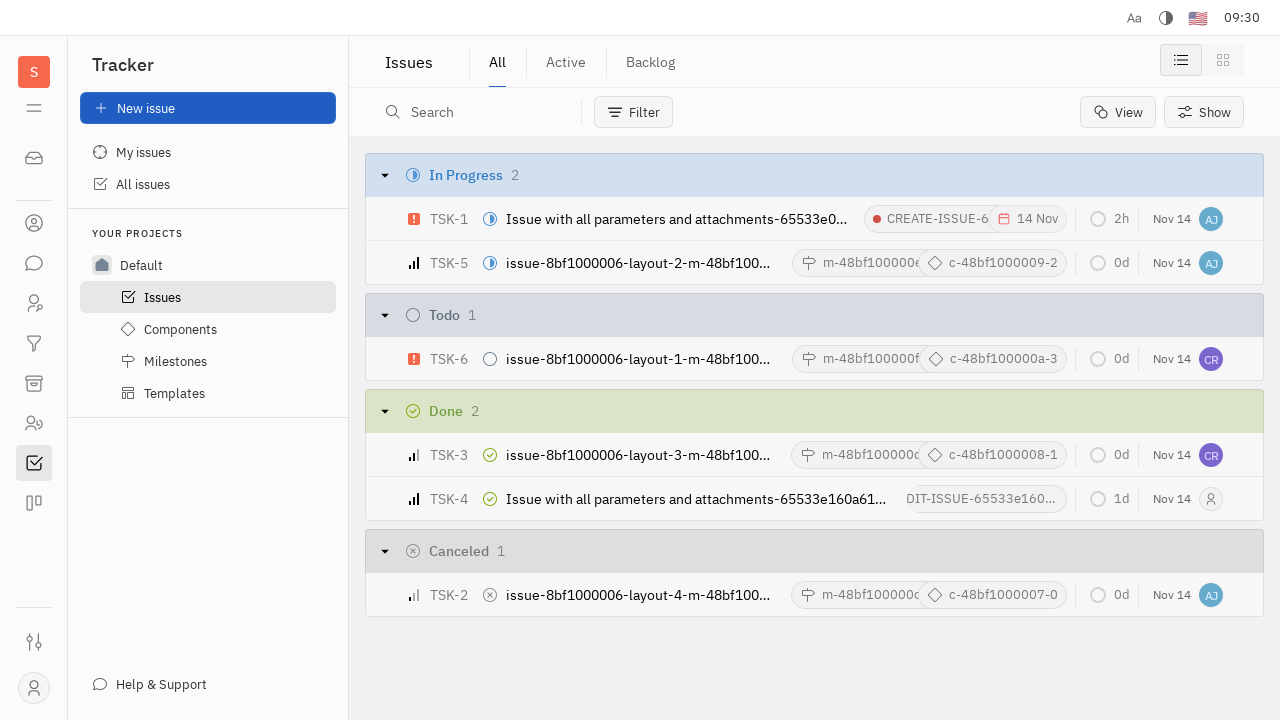 Aa 09:30
S
Tracker
New issue
My issues
All issues
YOUR PROJECTS
Default
Issues
Components
Milestones
Templates
Help & Support
Issues All Active Backlog
Search Filter View Show
In Progress 2
TSK-1 Issue with all parameters and attachments-65533e0... CREATE-ISSUE-6 14 Nov 2h Nov 14 AJ
TSK-5 issue-8bf1000006-layout-2-m-48bf100... m-48bf100000e c-48bf1000009-2 0d Nov 14 AJ
Todo 1
TSK-6 issue-8bf1000006-layout-1-m-48bf100... m-48bf100000f c-48bf100000a-3 0d Nov 14 CR
Done 2
TSK-3 issue-8bf1000006-layout-3-m-48bf100... m-48bf100000c c-48bf1000008-1 0d Nov 14 CR
TSK-4 Issue with all parameters and attachments-65533e160a61... DIT-ISSUE-65533e160... 1d Nov 14
Canceled 1
TSK-2 issue-8bf1000006-layout-4-m-48bf100... m-48bf100000c c-48bf1000007-0 0d Nov 14 AJ